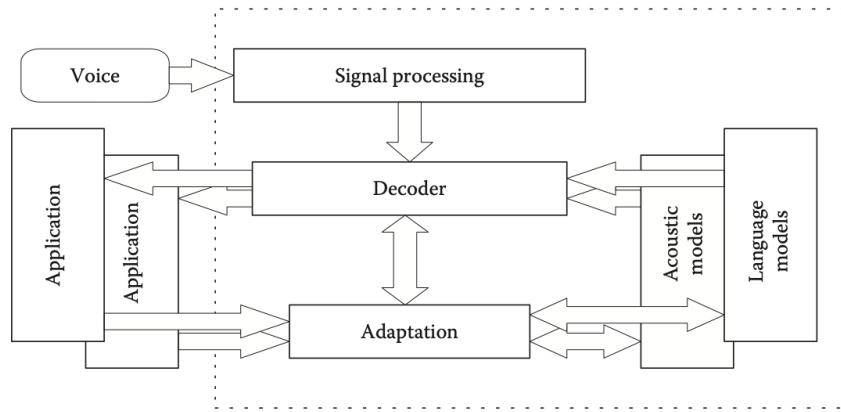 Voice
Signal processing
Decoder
Application
Application
Acoustic
models
Language
models
Adaptation